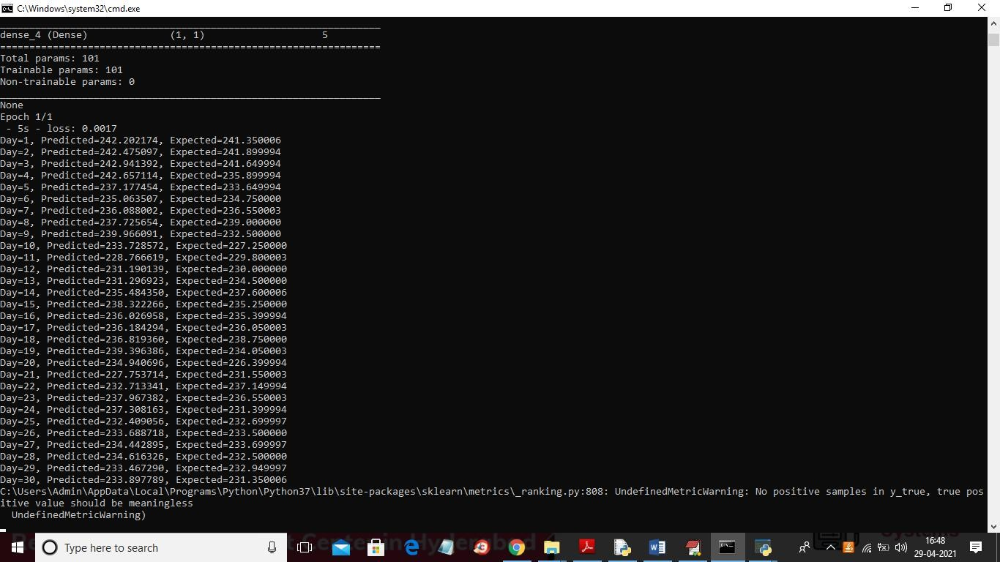 C:\Windows\system32\cmd.exe
dense_4 (Dense) (1, 1) 5
=================================================================
Total params: 101
Trainable params: 101
Non-trainable params: 0
_________________________________________________________________
None
Epoch 1/1
 - 5s - loss: 0.0017
Day=1, Predicted=242.202174, Expected=241.350006
Day=2, Predicted=242.475097, Expected=241.899994
Day=3, Predicted=242.941392, Expected=241.649994
Day=4, Predicted=242.657114, Expected=235.899994
Day=5, Predicted=237.177454, Expected=233.649994
Day=6, Predicted=235.063507, Expected=234.750000
Day=7, Predicted=236.088002, Expected=236.550003
Day=8, Predicted=237.725654, Expected=239.000000
Day=9, Predicted=239.966091, Expected=232.500000
Day=10, Predicted=233.728572, Expected=227.250000
Day=11, Predicted=228.766619, Expected=229.800003
Day=12, Predicted=231.190139, Expected=230.000000
Day=13, Predicted=231.296923, Expected=234.500000
Day=14, Predicted=235.484350, Expected=237.600006
Day=15, Predicted=238.322266, Expected=235.250000
Day=16, Predicted=236.026958, Expected=235.399994
Day=17, Predicted=236.184294, Expected=236.050003
Day=18, Predicted=236.819360, Expected=238.750000
Day=19, Predicted=239.396386, Expected=234.050003
Day=20, Predicted=234.940696, Expected=226.399994
Day=21, Predicted=227.753714, Expected=231.550003
Day=22, Predicted=232.713341, Expected=237.149994
Day=23, Predicted=237.967382, Expected=236.550003
Day=24, Predicted=237.308163, Expected=231.399994
Day=25, Predicted=232.409056, Expected=232.699997
Day=26, Predicted=233.688718, Expected=233.500000
Day=27, Predicted=234.442895, Expected=233.699997
Day=28, Predicted=234.616326, Expected=232.500000
Day=29, Predicted=233.467290, Expected=232.949997
Day=30, Predicted=233.897789, Expected=231.350006
C:\Users\Admin\AppData\Local\Programs\Python\Python37\lib\site-packages\sklearn\metrics\_ranking.py:808: UndefinedMetricWarning: No positive samples in y_true, true pos
itive value should be meaningless
  UndefinedMetricWarning)
Type here to search
16:48
29-04-2021